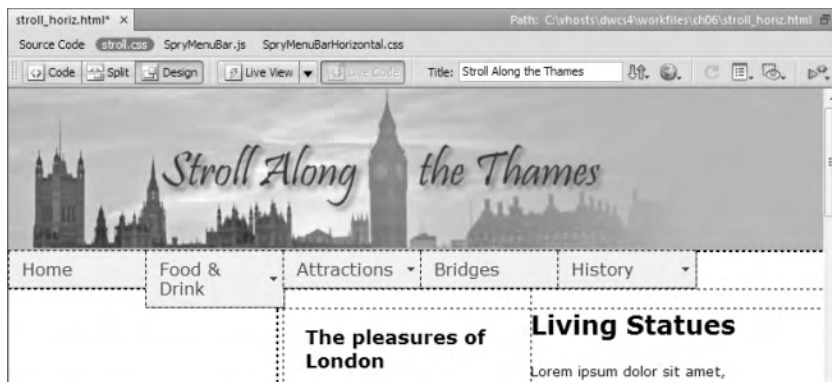 stroll_horiz.html* × Path: C:\vhosts\dwcs4\workfiles\ch06\stroll_horiz.html
Source Code stroll.css SpryMenuBar.js SpryMenuBarHorizontal.css
Code Split Design Live View Live Code Title: Stroll Along the Thames
Stroll Along the Thames
Home Food & Drink Attractions Bridges History
The pleasures of London
Living Statues
Lorem ipsum dolor sit amet,